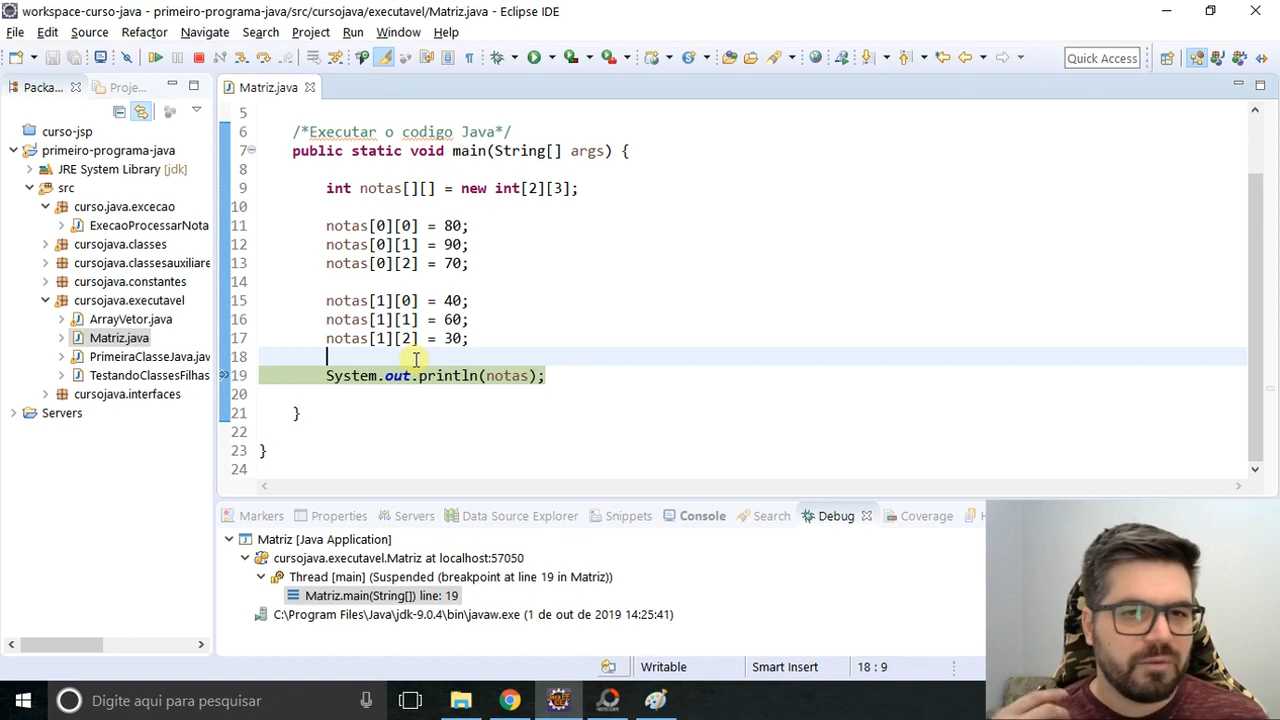 workspace-curso-java - primeiro-programa-java/src/cursojava/executavel/Matriz.java - Eclipse IDE
File Edit Source Refactor Navigate Search Project Run Window Help
Quick Access
Packa... Proje...
Matriz.java
curso-jsp
primeiro-programa-java
JRE System Library [jdk]
src
curso.java.excecao
ExecaoProcessarNota
cursojava.classes
cursojava.classesauxiliare
cursojava.constantes
cursojava.executavel
ArrayVetor.java
Matriz.java
PrimeiraClasseJava.jav
TestandoClassesFilhas
cursojava.interfaces
Servers
5
6 /*Executar o codigo Java*/
7 public static void main(String[] args) {
8
9 int notas[][] = new int[2][3];
10
11 notas[0][0] = 80;
12 notas[0][1] = 90;
13 notas[0][2] = 70;
14
15 notas[1][0] = 40;
16 notas[1][1] = 60;
17 notas[1][2] = 30;
18
19 System.out.println(notas);
20
21 }
22
23 }
24
Markers Properties Servers Data Source Explorer Snippets Console Search Debug Coverage H
Matriz [Java Application]
cursojava.executavel.Matriz at localhost:57050
Thread [main] (Suspended (breakpoint at line 19 in Matriz))
Matriz.main(String[]) line: 19
C:\Program Files\Java\jdk-9.0.4\bin\javaw.exe (1 de out de 2019 14:25:41)
Writable Smart Insert 18 : 9
Digite aqui para pesquisar